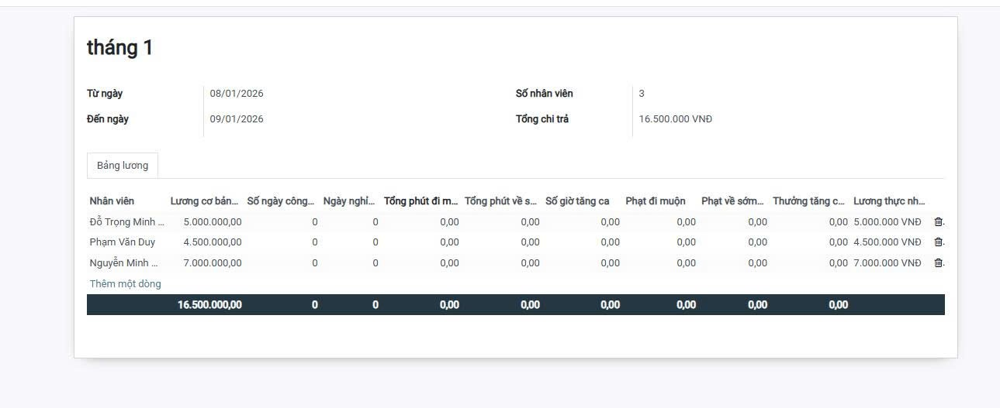 tháng 1
Từ ngày 08/01/2026 Số nhân viên 3
Đến ngày 09/01/2026 Tổng chi trả 16.500.000 VNĐ
Bảng lương
Nhân viên Lương cơ bản... Số ngày công... Ngày nghỉ... Tổng phút đi m... Tổng phút về s... Số giờ tăng ca Phạt đi muộn Phạt về sớm... Thưởng tăng c... Lương thực nh...
Đỗ Trọng Minh ... 5.000.000,00 0 0 0,00 0,00 0,00 0,00 0,00 0,00 5.000.000 VNĐ
Phạm Văn Duy 4.500.000,00 0 0 0,00 0,00 0,00 0,00 0,00 0,00 4.500.000 VNĐ
Nguyễn Minh ... 7.000.000,00 0 0 0,00 0,00 0,00 0,00 0,00 0,00 7.000.000 VNĐ
Thêm một dòng
16.500.000,00 0 0 0,00 0,00 0,00 0,00 0,00 0,00